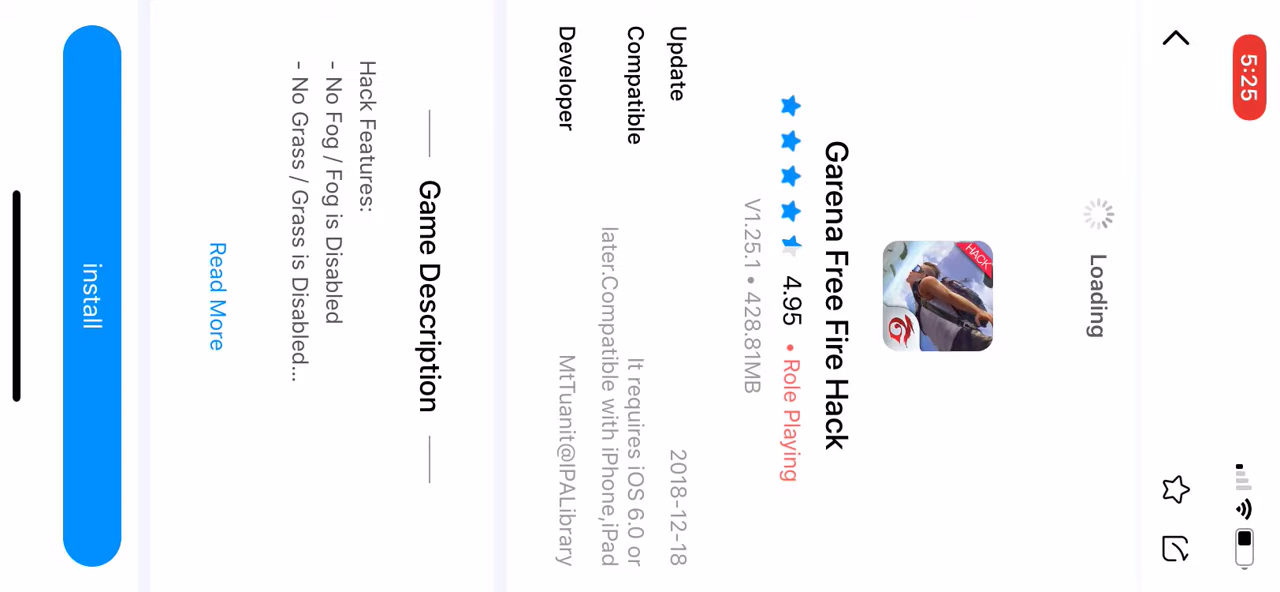 5:25
Loading
HACK
Garena Free Fire Hack
4.95 • Role Playing
V1.25.1 • 428.81MB
Update 2018-12-18
Compatible It requires iOS 6.0 or
later.Compatible with iPhone,iPad
Developer MtTuanit@IPALibrary
Game Description
Hack Features:
- No Fog / Fog is Disabled
- No Grass / Grass is Disabled...
Read More
install